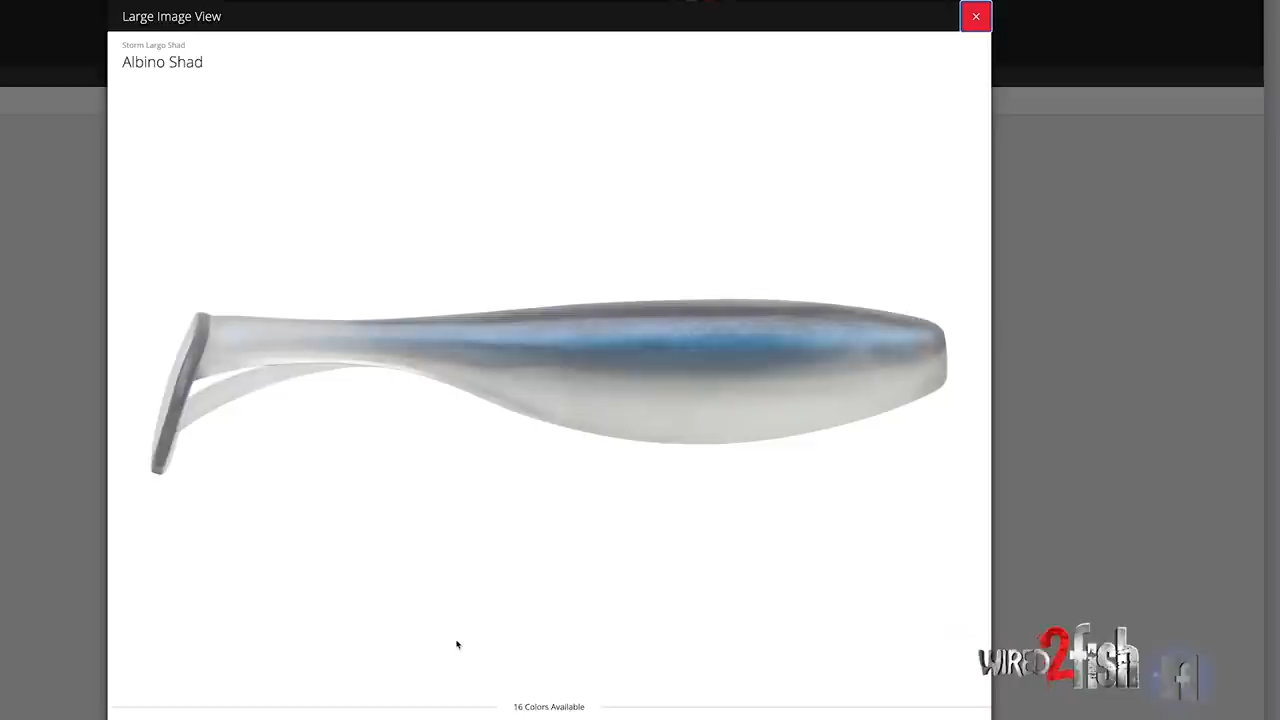 Large Image View
×
Storm Largo Shad
Albino Shad
WIRED2fish
f
16 Colors Available